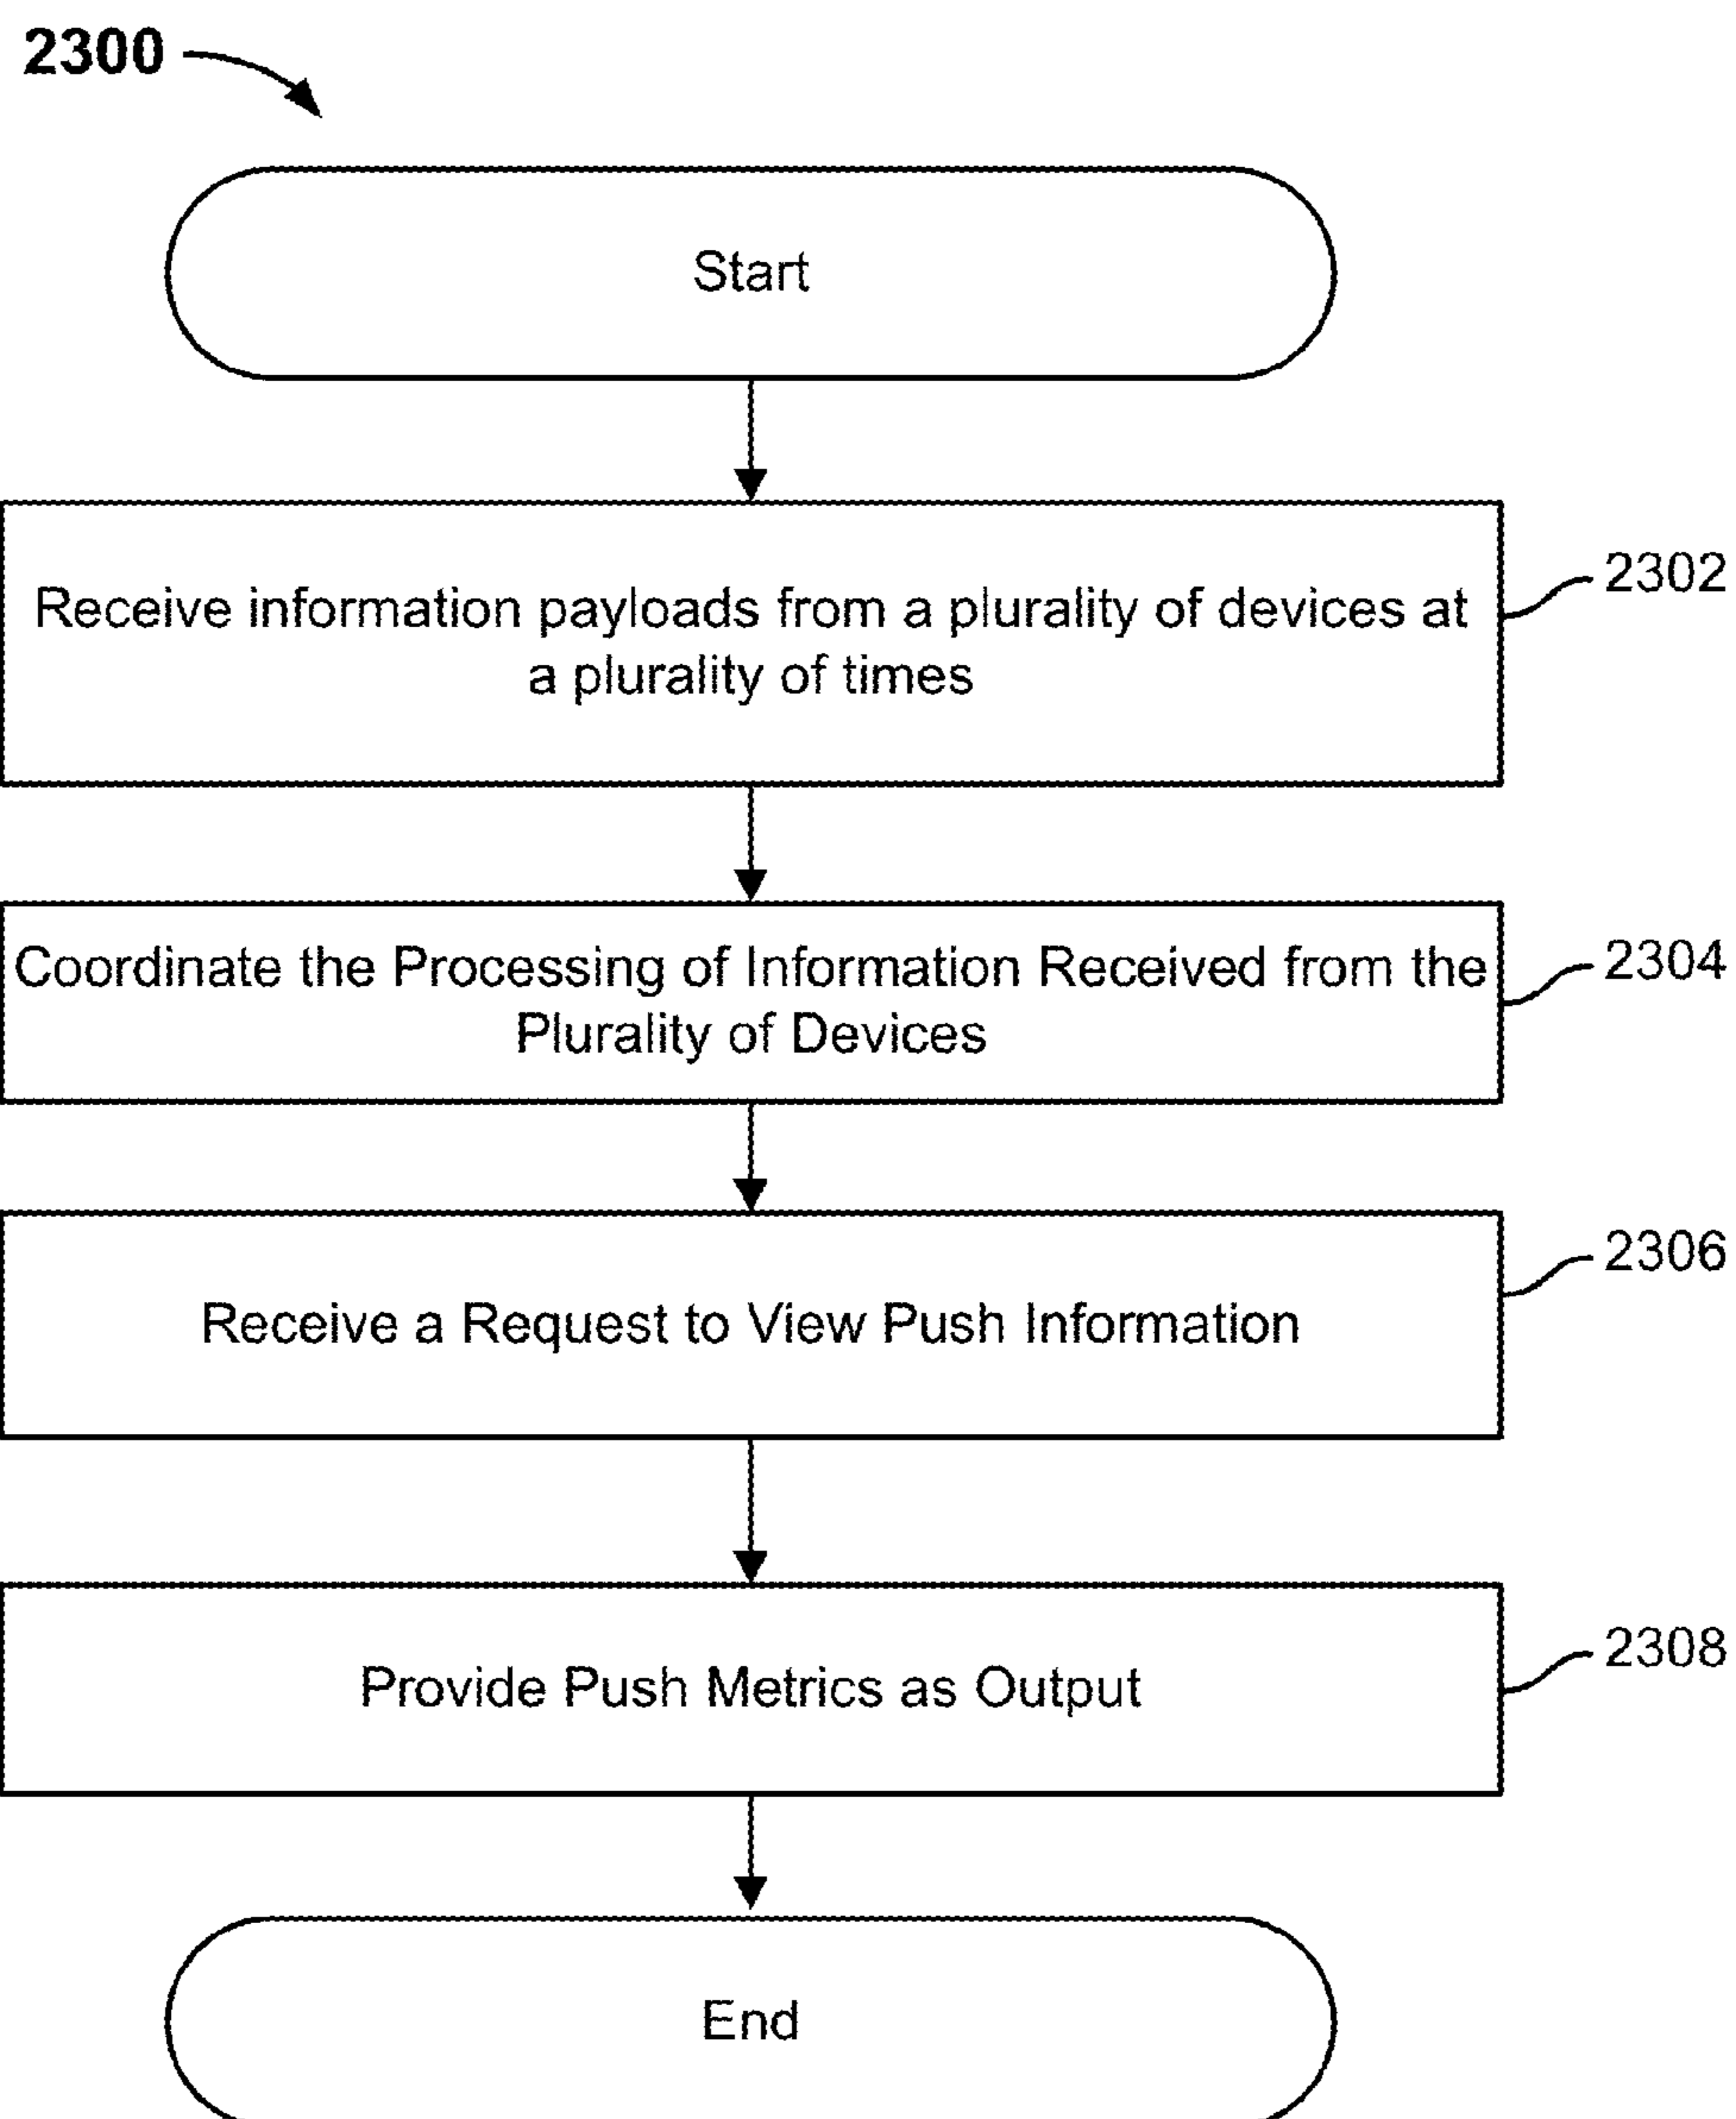 2300
Start
Receive information payloads from a plurality of devices at
a plurality of times
2302
Coordinate the Processing of Information Received from the
Plurality of Devices
2304
Receive a Request to View Push Information
2306
Provide Push Metrics as Output
2308
End